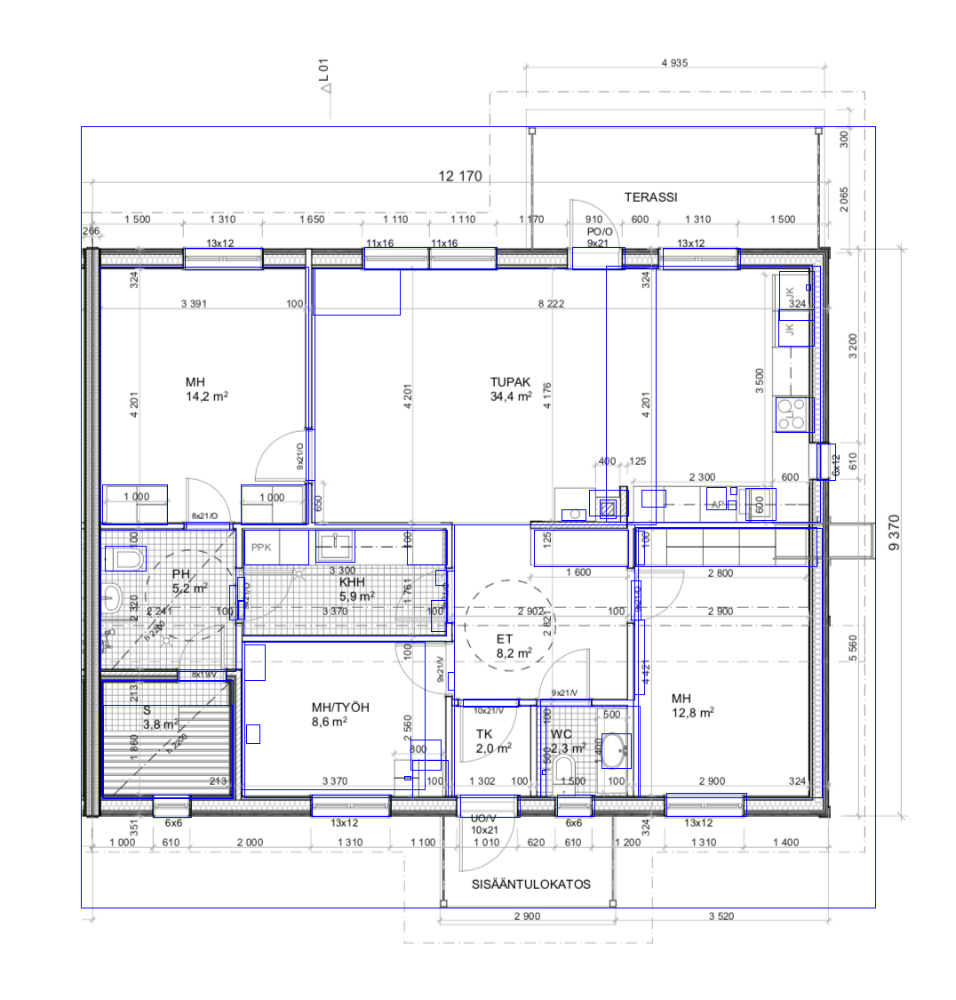 4 935
L 01
300
12 170
TERASSI
2 065
1 500
1 310
1 650
1 110
1 110
1 170
910
600
1 310
1 500
266
PO/O
9x21
13x12
11x16
11x16
13x12
324
324
3 391
100
8 222
324
JK
JK
3 200
3 500
MH
14,2 m²
TUPAK
34,4 m²
4 201
4 201
4 176
4 201
9x21/O
6x12
610
400
125
2 300
600
1 000
1 000
650
8x21/O
AP
600
9 370
100
PPK
100
125
100
PH
5,2 m²
3 300
KHH
5,9 m²
1 761
1 600
2 800
2 320
2 241
100
3 370
100
2 902
100
2 900
h 2200
ET
8,2 m²
5 560
100
9x21/V
4 421
8x19/V
213
9x21/V
S
3,8 m²
MH/TYÖH
8,6 m²
10x21/V
100
500
MH
12,8 m²
TK
2,0 m²
WC
2,3 m²
h 2200
1 860
2 560
800
1 500
1 400
213
3 370
100
1 302
100
1 500
100
2 900
324
351
6x6
13x12
UO/V
10x21
6x6
324
13x12
1 000
610
2 000
1 310
1 100
1 010
620
610
1 200
1 310
1 400
SISÄÄNTULOKATOS
2 900
3 520